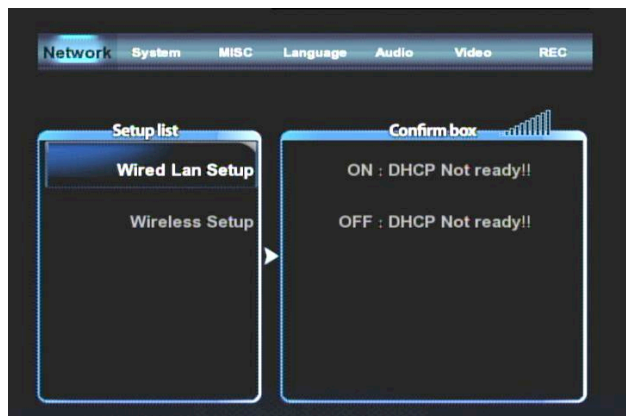 Network System MISC Language Audio Video REC
Setup list
Confirm box
Wired Lan Setup
ON : DHCP Not ready!!
Wireless Setup
OFF : DHCP Not ready!!